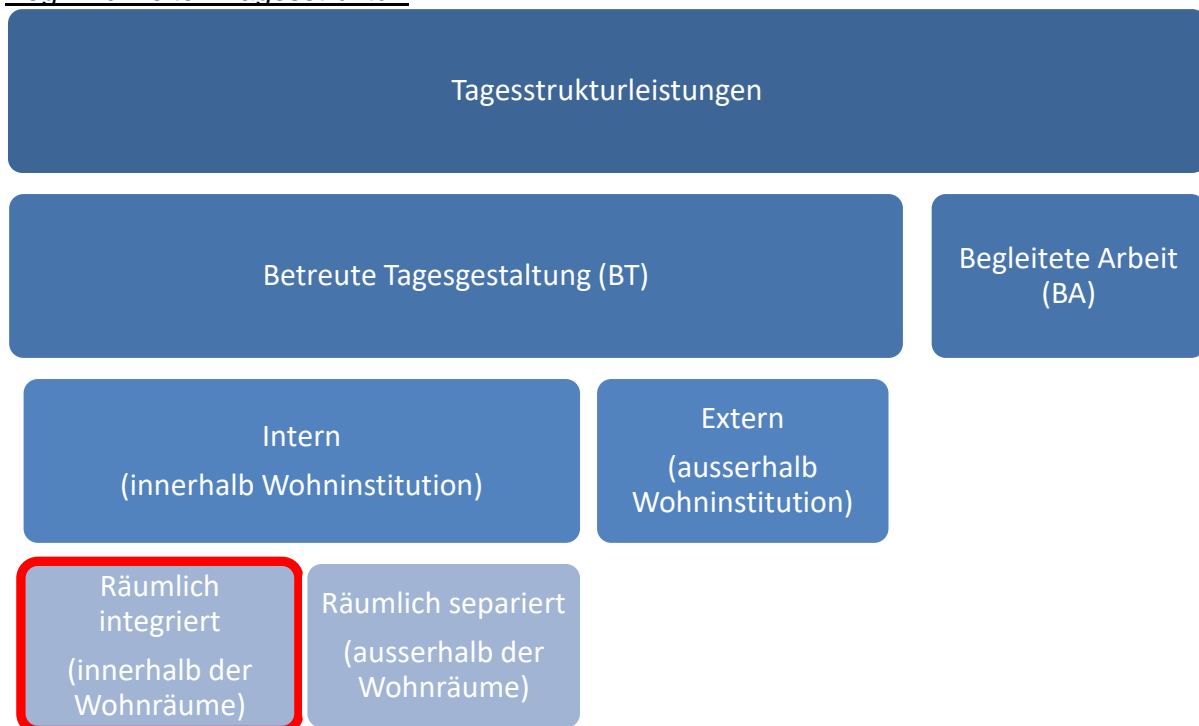 Tagesstrukturleistungen
Betreute Tagesgestaltung (BT)
Begleitete Arbeit
(BA)
Intern
(innerhalb Wohninstitution)
Extern
(ausserhalb
Wohninstitution)
Räumlich
integriert
(innerhalb der
Wohnräume)
Räumlich separiert
(ausserhalb der
Wohnräume)